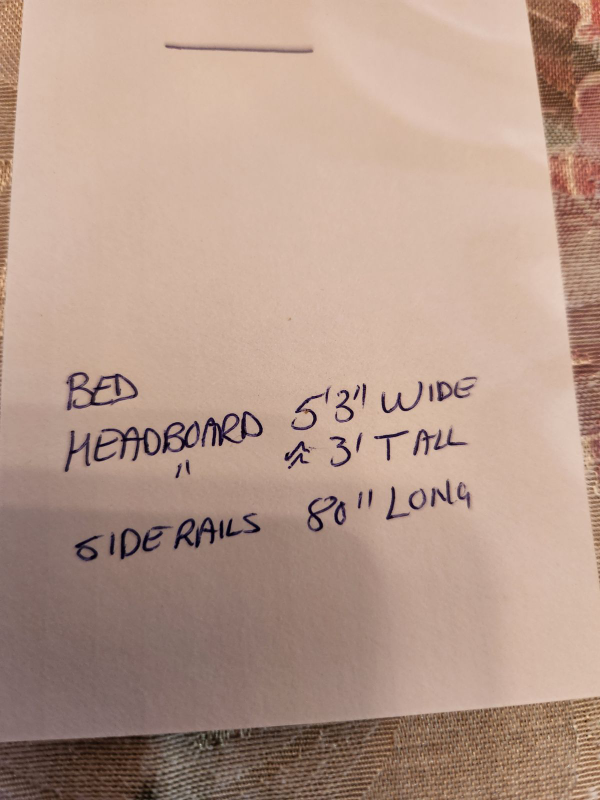 BED
HEADBOARD 5'3" WIDE
" ≈ 3' TALL
SIDERAILS 80" LONG